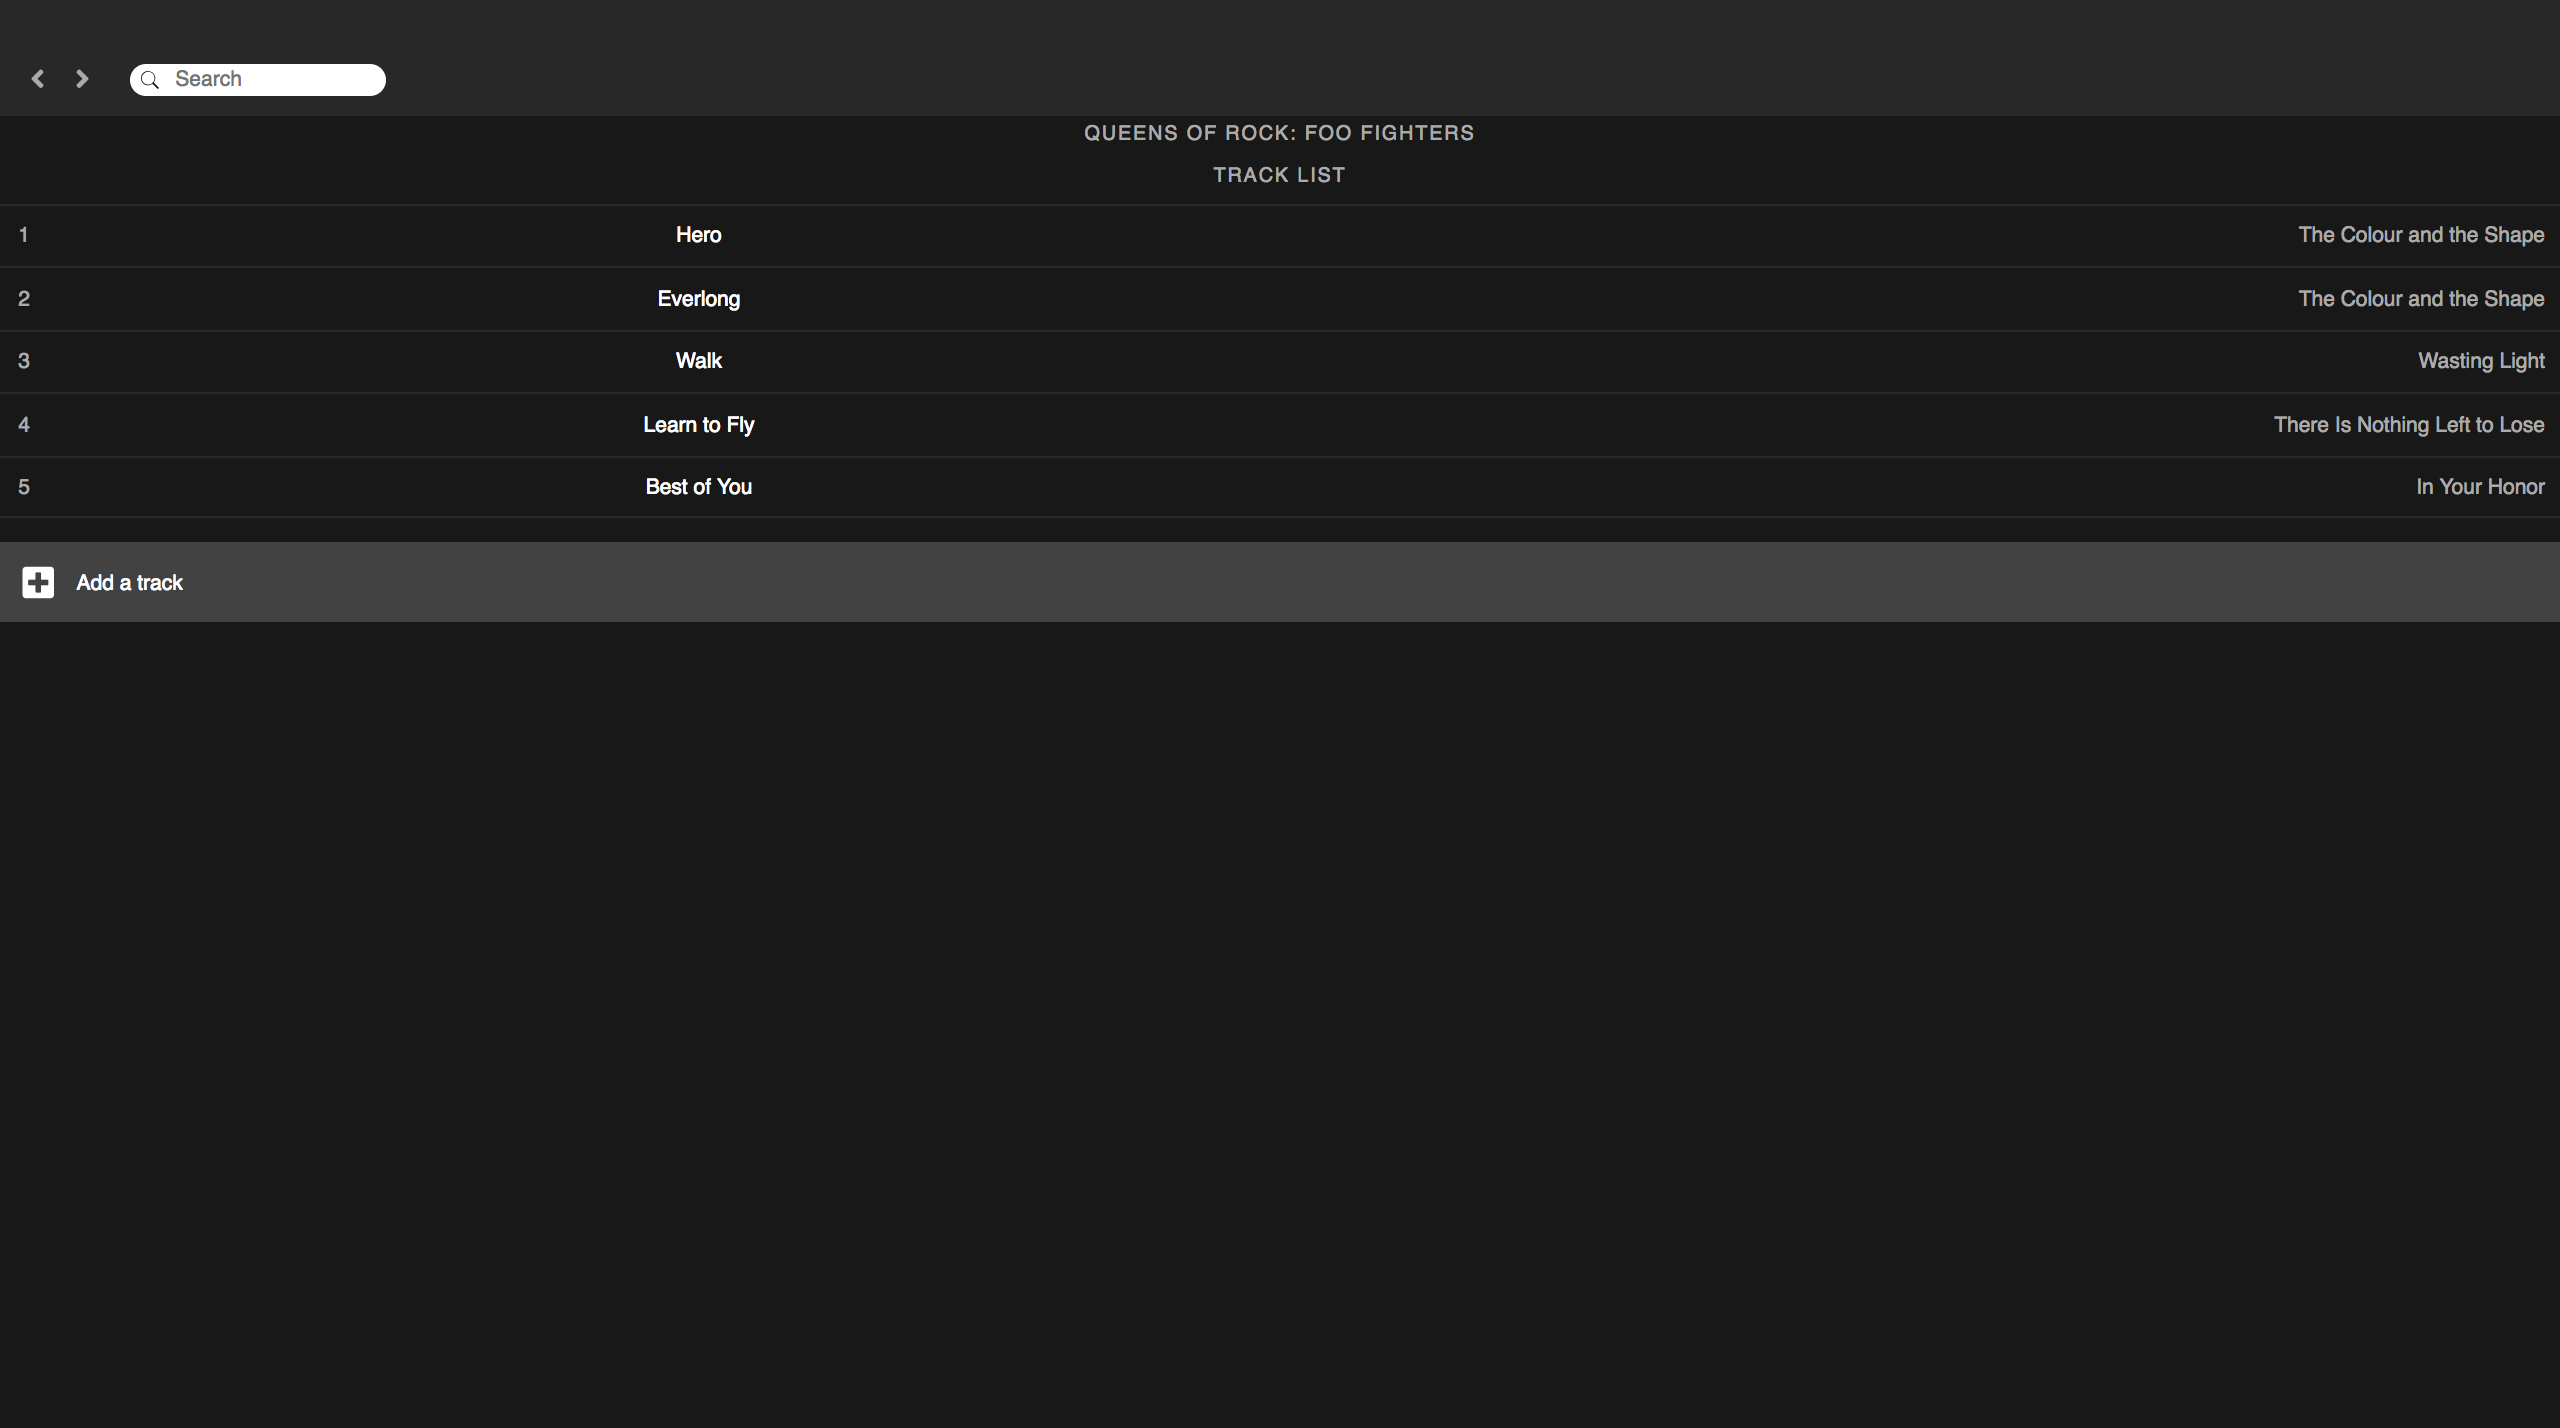 Search
QUEENS OF ROCK: FOO FIGHTERS
TRACK LIST
1 Hero The Colour and the Shape
2 Everlong The Colour and the Shape
3 Walk Wasting Light
4 Learn to Fly There Is Nothing Left to Lose
5 Best of You In Your Honor
Add a track